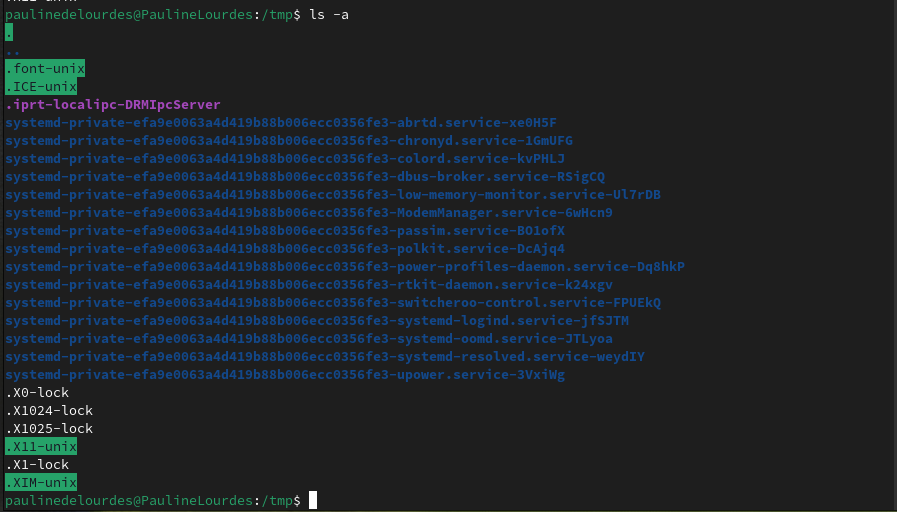 paulinedelourdes@PaulineLourdes:/tmp$ ls -a
.
..
.font-unix
.ICE-unix
.iprt-localipc-DRMIpcServer
systemd-private-efa9e0063a4d419b88b006ecc0356fe3-abrtd.service-xe0H5F
systemd-private-efa9e0063a4d419b88b006ecc0356fe3-chronyd.service-1GmUFG
systemd-private-efa9e0063a4d419b88b006ecc0356fe3-colord.service-kvPHLJ
systemd-private-efa9e0063a4d419b88b006ecc0356fe3-dbus-broker.service-RSigCQ
systemd-private-efa9e0063a4d419b88b006ecc0356fe3-low-memory-monitor.service-Ul7rDB
systemd-private-efa9e0063a4d419b88b006ecc0356fe3-ModemManager.service-6wHcn9
systemd-private-efa9e0063a4d419b88b006ecc0356fe3-passim.service-BO1ofX
systemd-private-efa9e0063a4d419b88b006ecc0356fe3-polkit.service-DcAjq4
systemd-private-efa9e0063a4d419b88b006ecc0356fe3-power-profiles-daemon.service-Dq8hkP
systemd-private-efa9e0063a4d419b88b006ecc0356fe3-rtkit-daemon.service-k24xgv
systemd-private-efa9e0063a4d419b88b006ecc0356fe3-switcheroo-control.service-FPUEkQ
systemd-private-efa9e0063a4d419b88b006ecc0356fe3-systemd-logind.service-jfSJTM
systemd-private-efa9e0063a4d419b88b006ecc0356fe3-systemd-oomd.service-JTLyoa
systemd-private-efa9e0063a4d419b88b006ecc0356fe3-systemd-resolved.service-weydIY
systemd-private-efa9e0063a4d419b88b006ecc0356fe3-upower.service-3VxiWg
.X0-lock
.X1024-lock
.X1025-lock
.X11-unix
.X1-lock
.XIM-unix
paulinedelourdes@PaulineLourdes:/tmp$